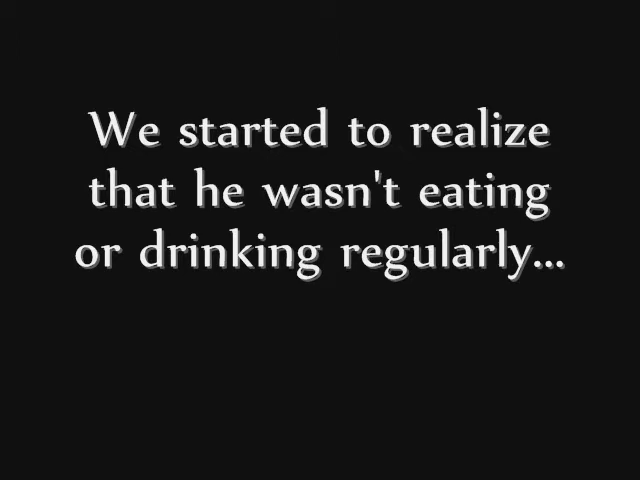 We started to realize
that he wasn't eating
or drinking regularly...